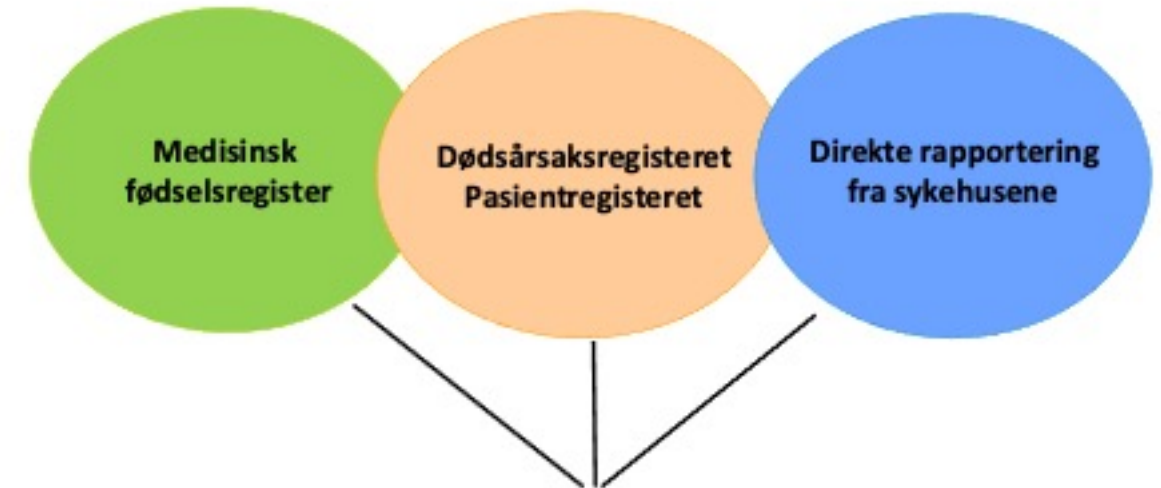 Medisinsk
fødselsregister
Dødsårsaksregisteret
Pasientregisteret
Direkte rapportering
fra sykehusene